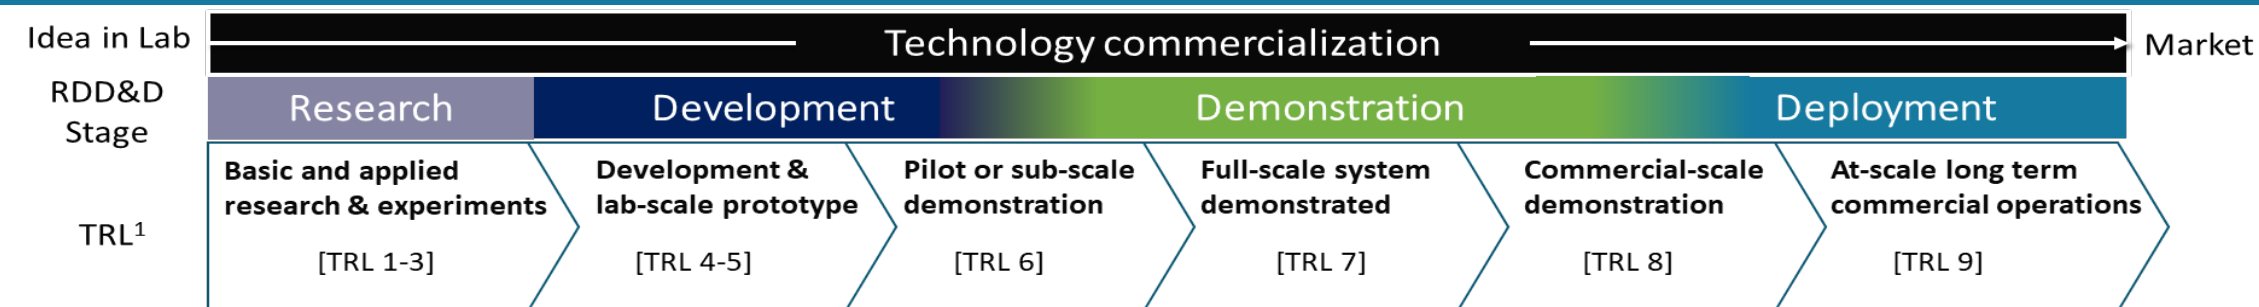 Idea in Lab
Technology commercialization
Market
RDD&D
Stage
Research
Development
Demonstration
Deployment
TRL¹
Basic and applied
research & experiments
[TRL 1-3]
Development &
lab-scale prototype
[TRL 4-5]
Pilot or sub-scale
demonstration
[TRL 6]
Full-scale system
demonstrated
[TRL 7]
Commercial-scale
demonstration
[TRL 8]
At-scale long term
commercial operations
[TRL 9]